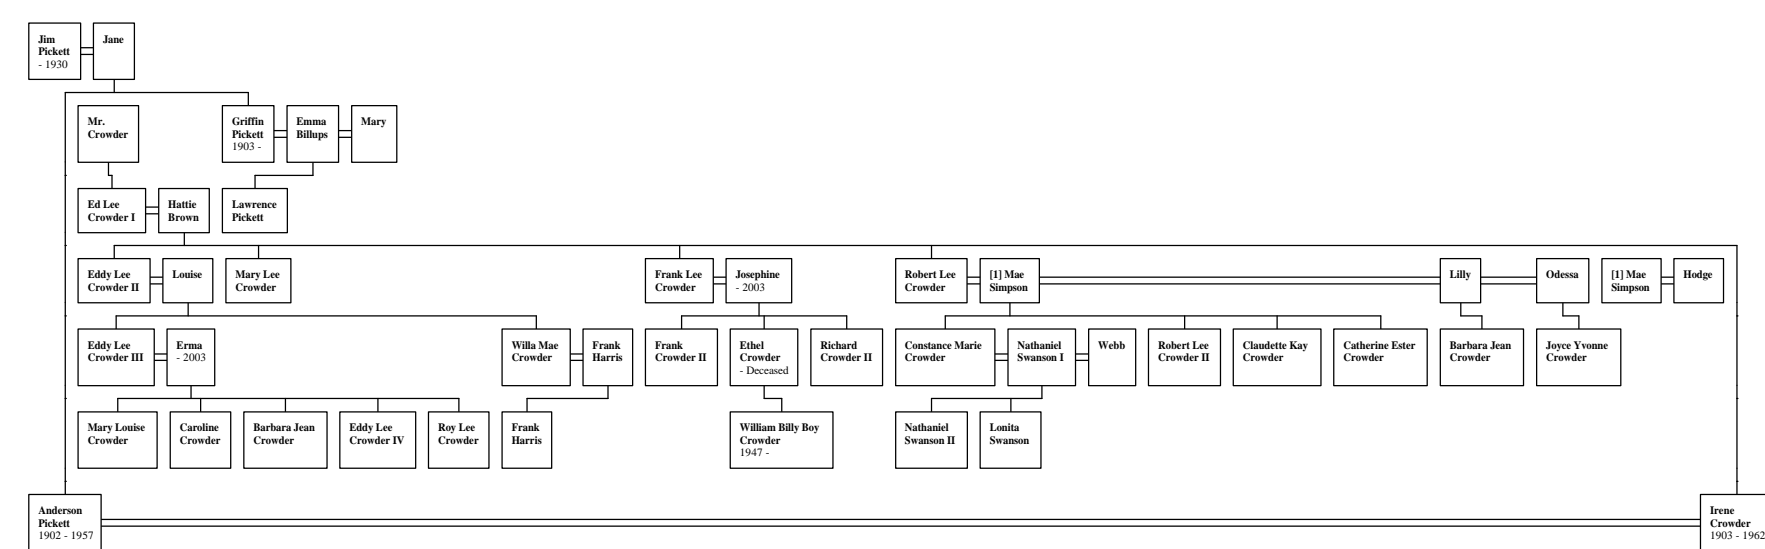 Jim
Pickett
- 1930
Jane
Mr.
Crowder
Griffin
Pickett
1903 -
Emma
Billups
Mary
Ed Lee
Crowder I
Hattie
Brown
Lawrence
Pickett
Eddy Lee
Crowder II
Louise
Mary Lee
Crowder
Frank Lee
Crowder
Josephine
- 2003
Robert Lee
Crowder
[1] Mae
Simpson
Lilly
Odessa
[1] Mae
Simpson
Hodge
Eddy Lee
Crowder III
Erma
- 2003
Willa Mae
Crowder
Frank
Harris
Frank
Crowder II
Ethel
Crowder
- Deceased
Richard
Crowder II
Constance Marie
Crowder
Nathaniel
Swanson I
Webb
Robert Lee
Crowder II
Claudette Kay
Crowder
Catherine Ester
Crowder
Barbara Jean
Crowder
Joyce Yvonne
Crowder
Mary Louise
Crowder
Caroline
Crowder
Barbara Jean
Crowder
Eddy Lee
Crowder IV
Roy Lee
Crowder
Frank
Harris
William Billy Boy
Crowder
1947 -
Nathaniel
Swanson II
Lonita
Swanson
Anderson
Pickett
1902 - 1957
Irene
Crowder
1903 - 1962